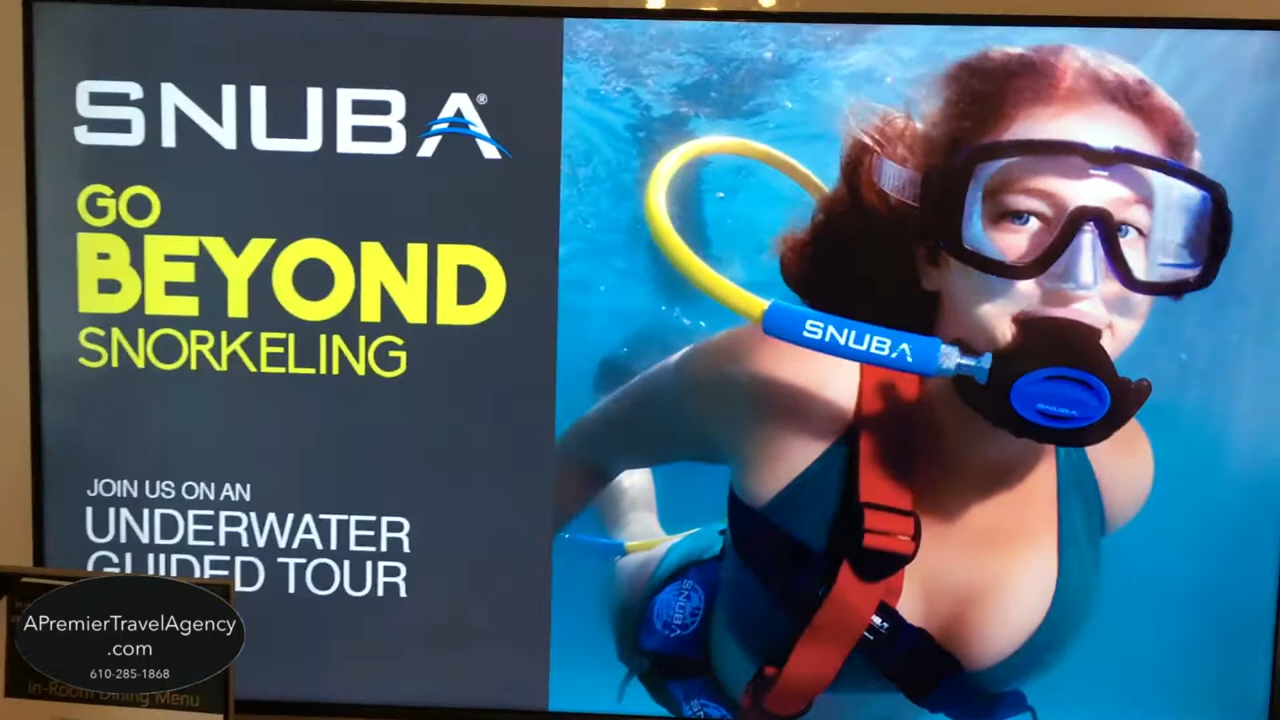 SNUBA®
GO
BEYOND
SNORKELING
JOIN US ON AN
UNDERWATER
GUIDED TOUR
SNUBA
SNUBA
SNUBA
APremierTravelAgency
.com
610-285-1868
In-Room Dining Menu